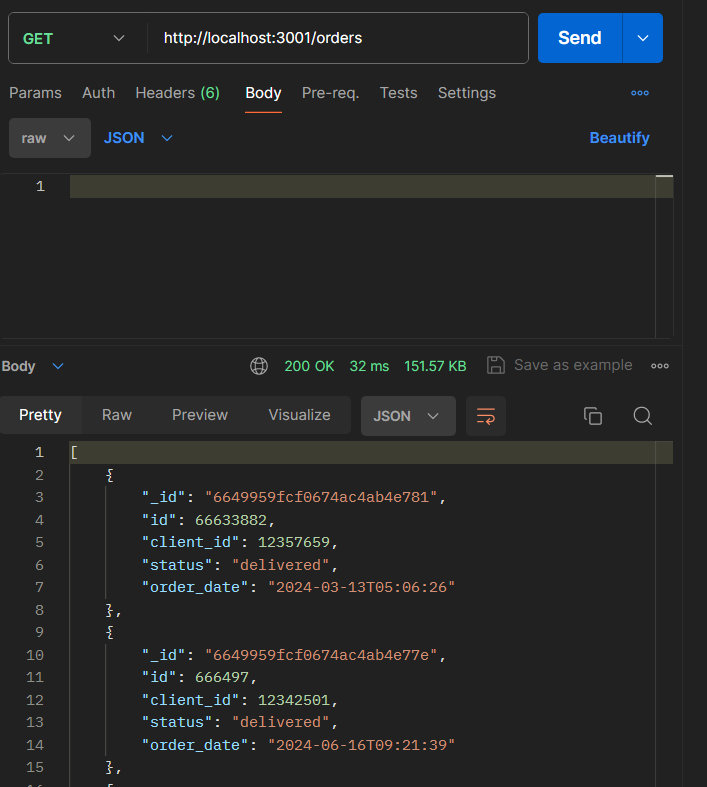 GET http://localhost:3001/orders Send
Params Auth Headers (6) Body Pre-req. Tests Settings
raw JSON Beautify
1
Body 200 OK 32 ms 151.57 KB Save as example
Pretty Raw Preview Visualize JSON
1 [
2 {
3 "_id": "6649959fcf0674ac4ab4e781",
4 "id": 66633882,
5 "client_id": 12357659,
6 "status": "delivered",
7 "order_date": "2024-03-13T05:06:26"
8 },
9 {
10 "_id": "6649959fcf0674ac4ab4e77e",
11 "id": 666497,
12 "client_id": 12342501,
13 "status": "delivered",
14 "order_date": "2024-06-16T09:21:39"
15 },